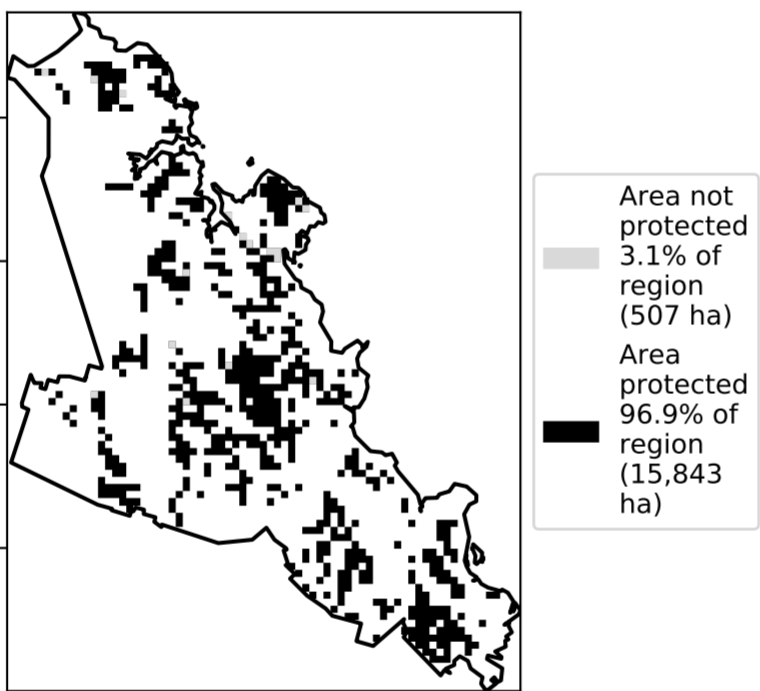 Area not
protected
3.1% of
region
(507 ha)
Area
protected
96.9% of
region
(15,843
ha)